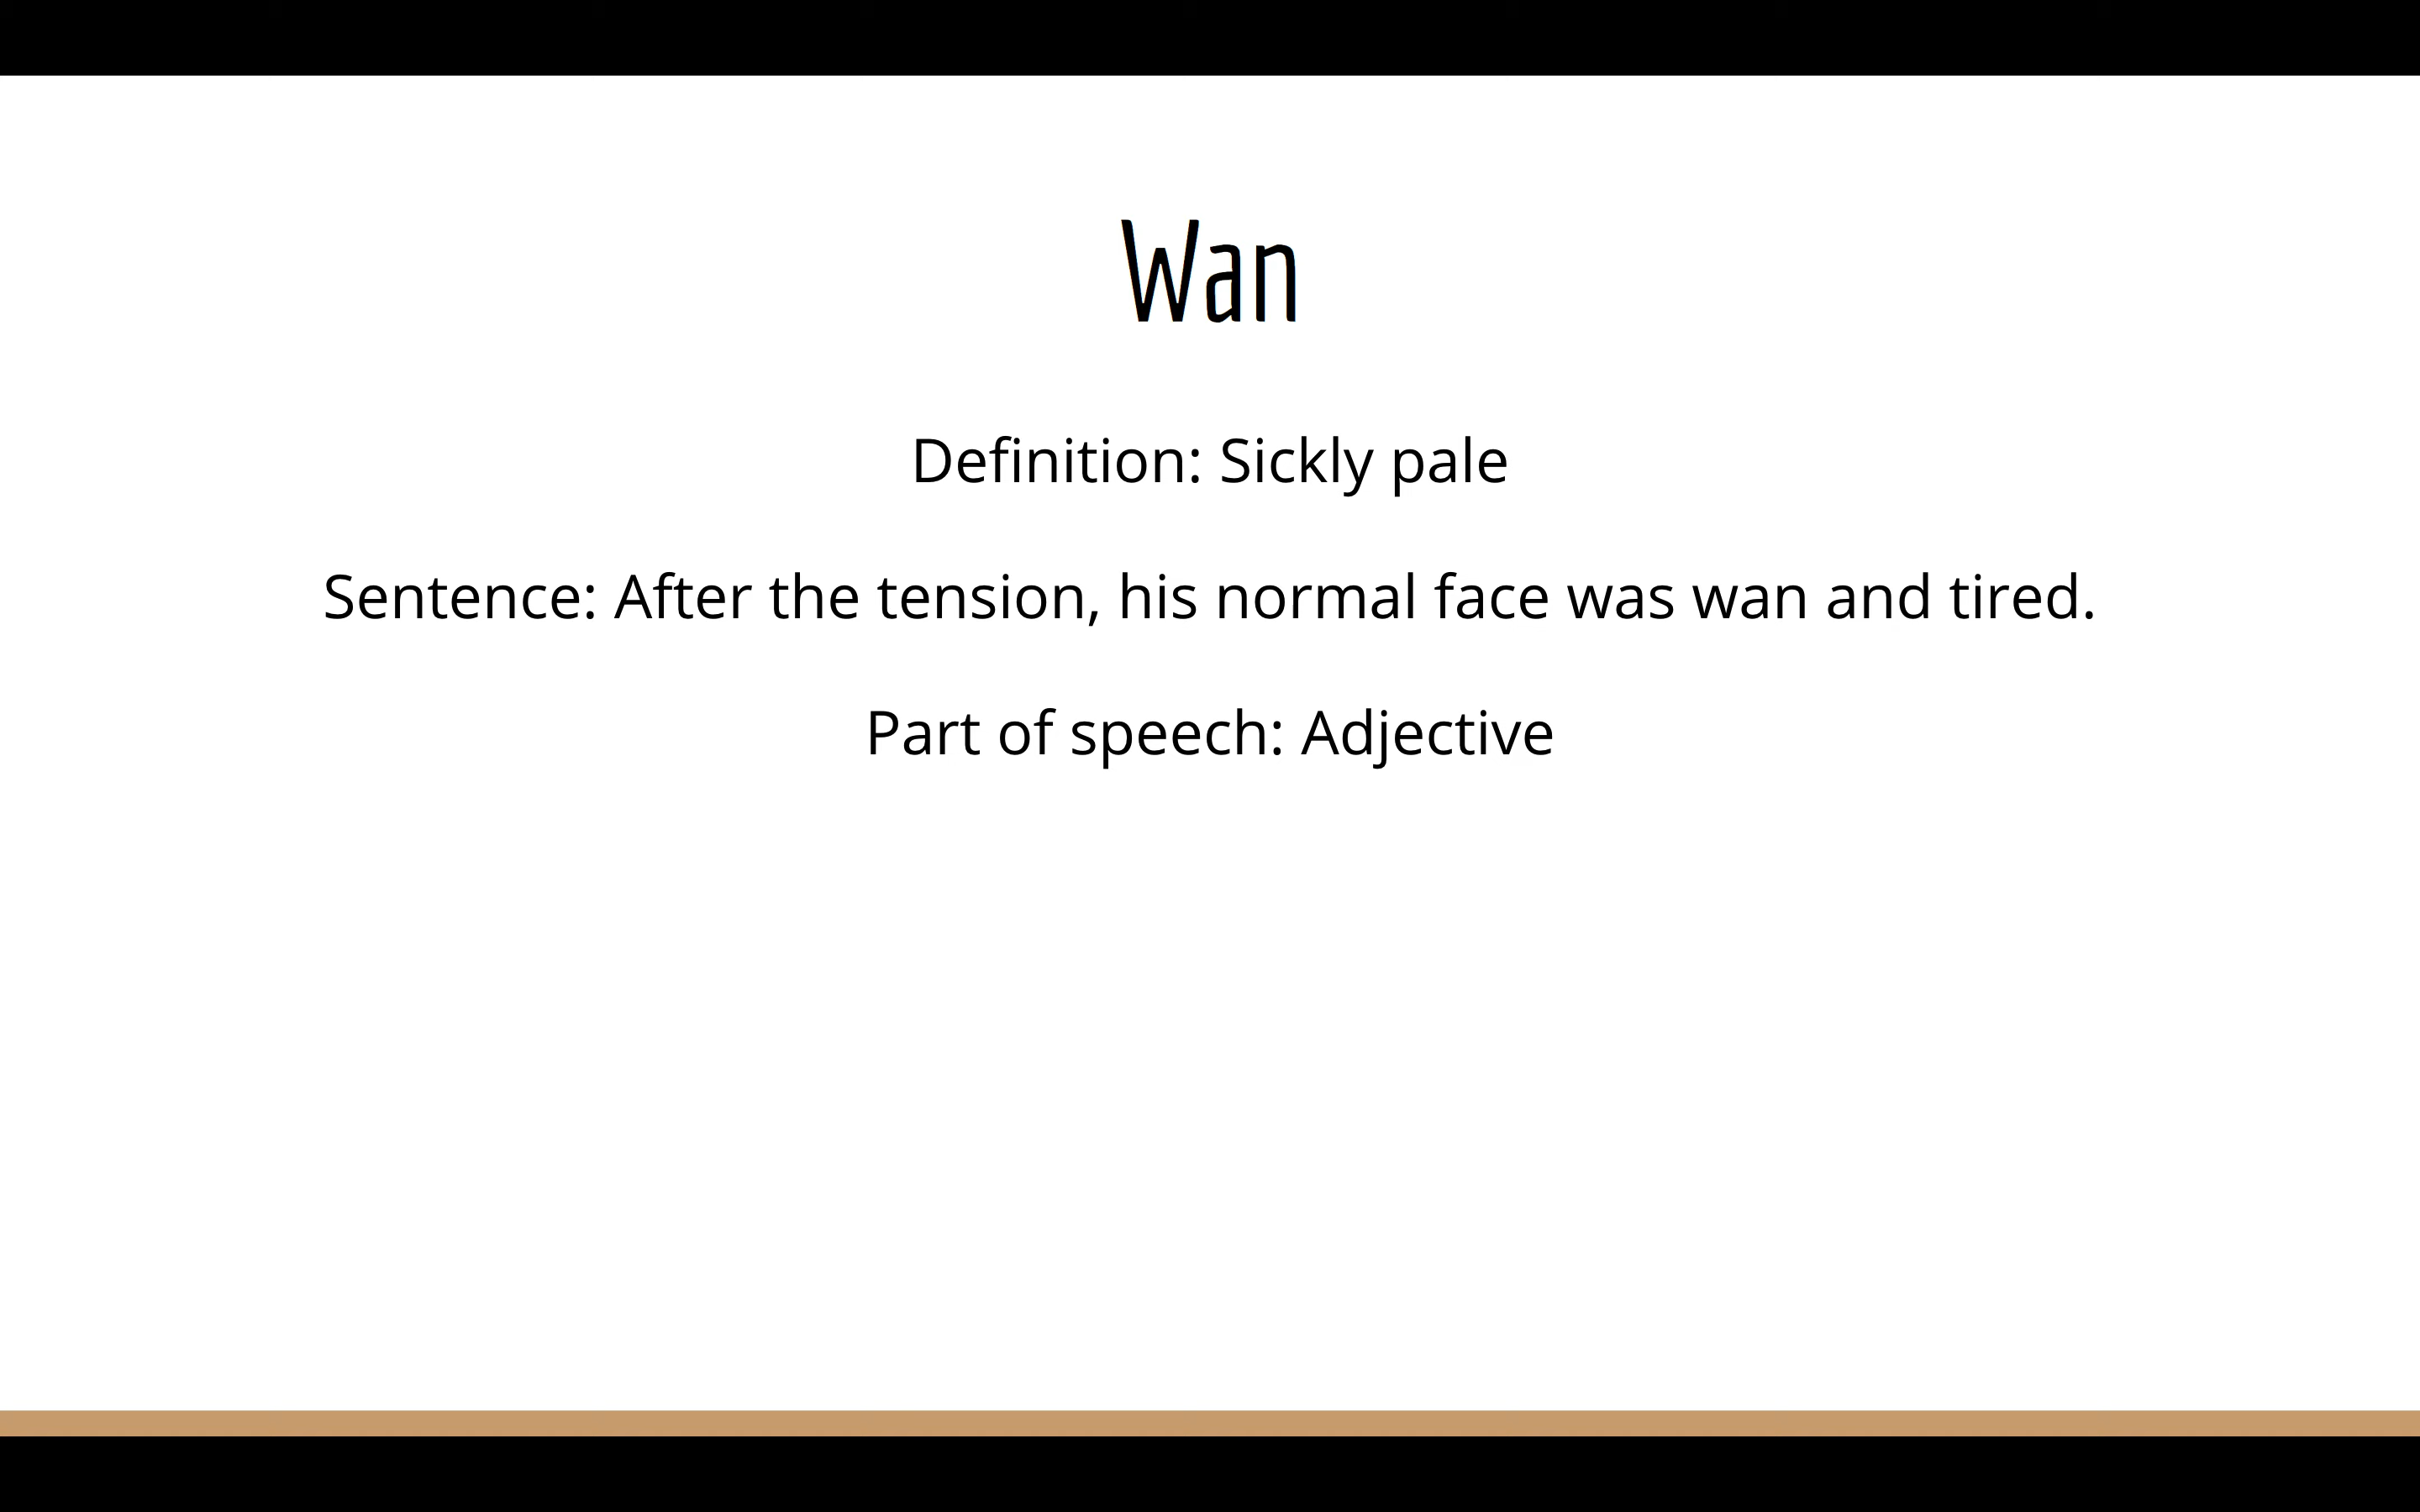 Wan
Definition: Sickly pale
Sentence: After the tension, his normal face was wan and tired.
Part of speech: Adjective